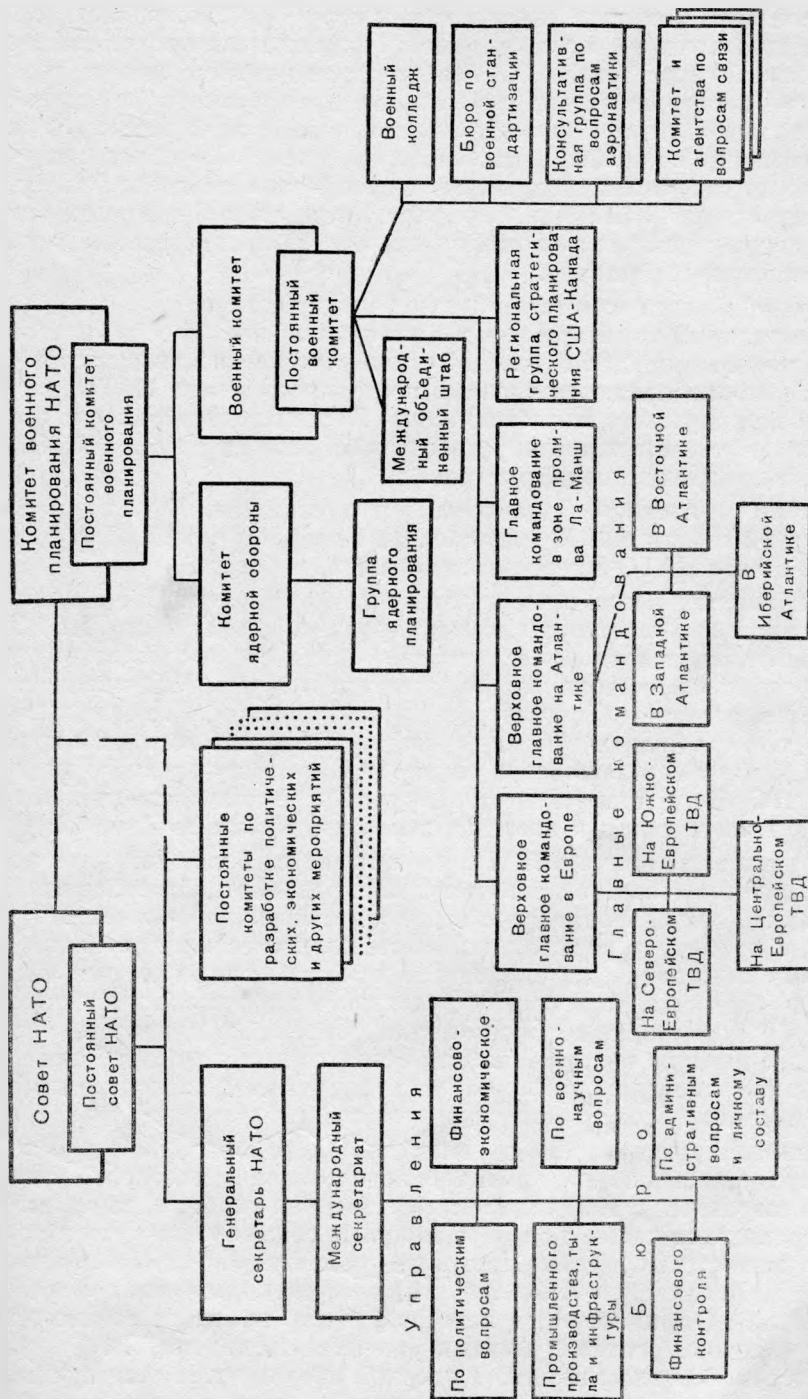 Совет НАТО
Постоянный
совет НАТО
Комитет военного
планирования НАТО
Постоянный комитет
военного
планирования
Генеральный
секретарь НАТО
Международный
секретариат
Постоянные
комитеты по
разработке политиче-
ских, экономических
и других мероприятий
Комитет
ядерной обороны
Группа
ядерного
планирования
Военный комитет
Постоянный
военный
комитет
Международ-
ный объеди-
ненный штаб
Военный
колледж
Бюро по
военной стан-
дартизации
Консультатив-
ная группа по
вопросам
аэронавтики
Комитет и
агентства по
вопросам связи
Управления
По политическим
вопросам
Финансово-
экономическое
Промышленного
производства, ты-
ла и инфраструк-
туры
По военно-
научным
вопросам
Бюро
Финансового
контроля
По админи-
стративным
вопросам
и личному
составу
Верховное
главное командо-
вание в Европе
Верховное
главное командо-
вание на Атлан-
тике
Главное
командование
в зоне проли-
ва Ла-Манш
Региональная
группа стратеги-
ческого планирова
ния США-Канада
Главные командования
На Северо-
Европейском
ТВД
На Южно-
Европейском
ТВД
На Центрально-
Европейском
ТВД
В Западной
Атлантике
В Восточной
Атлантике
В
Иберийской
Атлантике